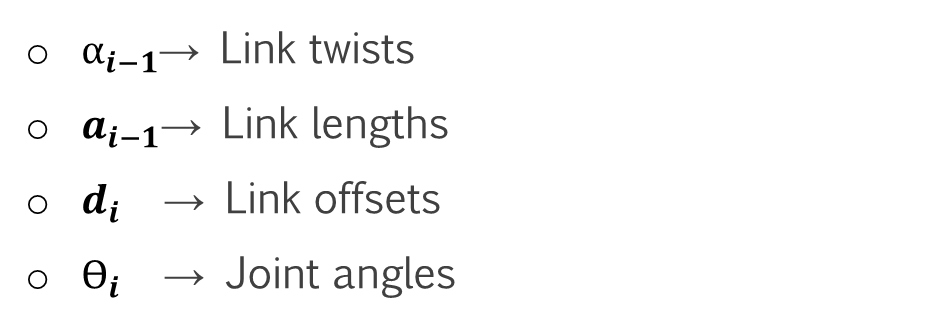 ○ α𝒊−𝟏→ Link twists
○ 𝒂𝒊−𝟏→ Link lengths
○ 𝒅𝒊 → Link offsets
○ θ𝒊 → Joint angles